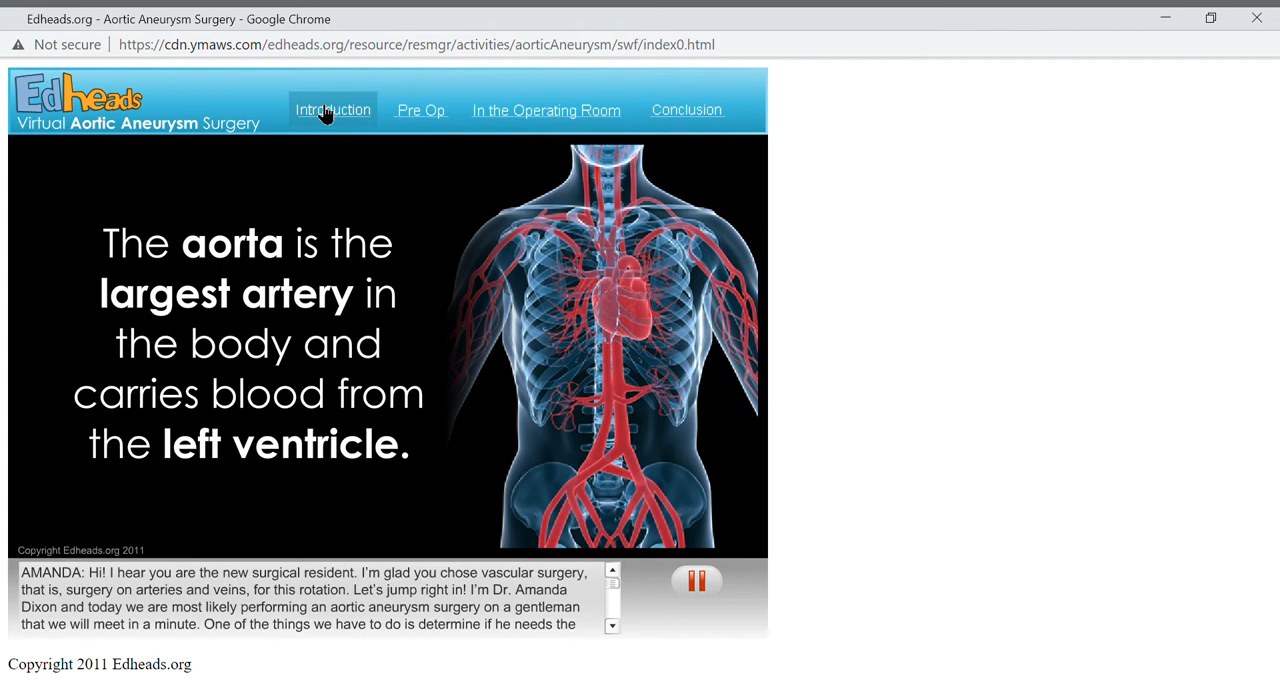 Edheads.org - Aortic Aneurysm Surgery - Google Chrome
Not secure | https://cdn.ymaws.com/edheads.org/resource/resmgr/activities/aorticAneurysm/swf/index0.html
Edheads
Virtual Aortic Aneurysm Surgery
Introduction Pre Op In the Operating Room Conclusion
The aorta is the
largest artery in
the body and
carries blood from
the left ventricle.
Copyright Edheads.org 2011
AMANDA: Hi! I hear you are the new surgical resident. I'm glad you chose vascular surgery,
that is, surgery on arteries and veins, for this rotation. Let's jump right in! I'm Dr. Amanda
Dixon and today we are most likely performing an aortic aneurysm surgery on a gentleman
that we will meet in a minute. One of the things we have to do is determine if he needs the
Copyright 2011 Edheads.org